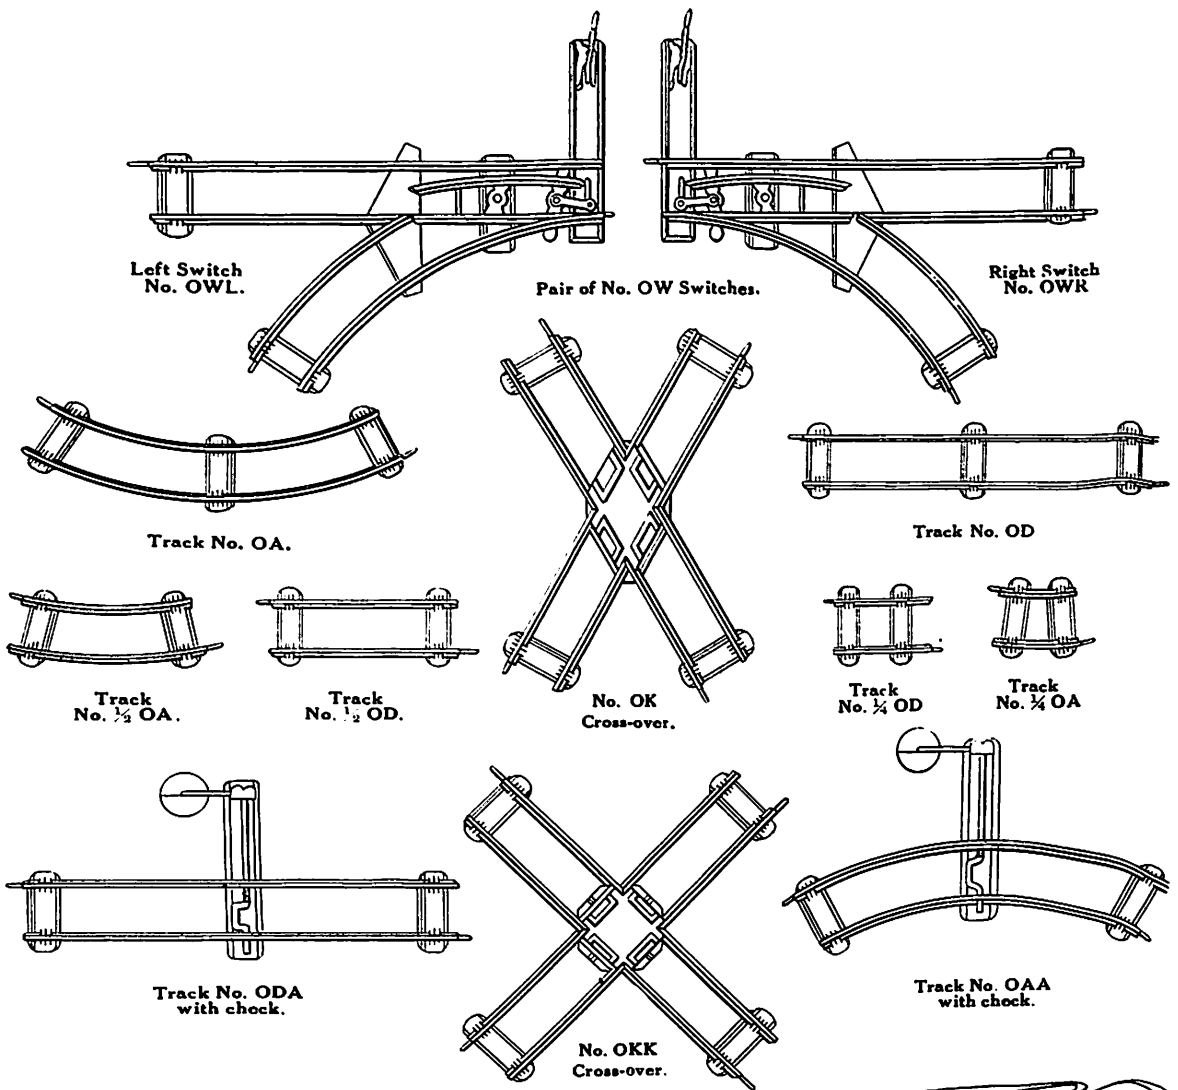 Left Switch
No. OWL.
Pair of No. OW Switches.
Right Switch
No. OWR
Track No. OA.
Track No. OD
Track
No. ½ OA.
Track
No. ½ OD.
No. OK
Cross-over.
Track
No. ¼ OD
Track
No. ¼ OA
Track No. ODA
with check.
Track No. OAA
with check.
No. OKK
Cross-over.